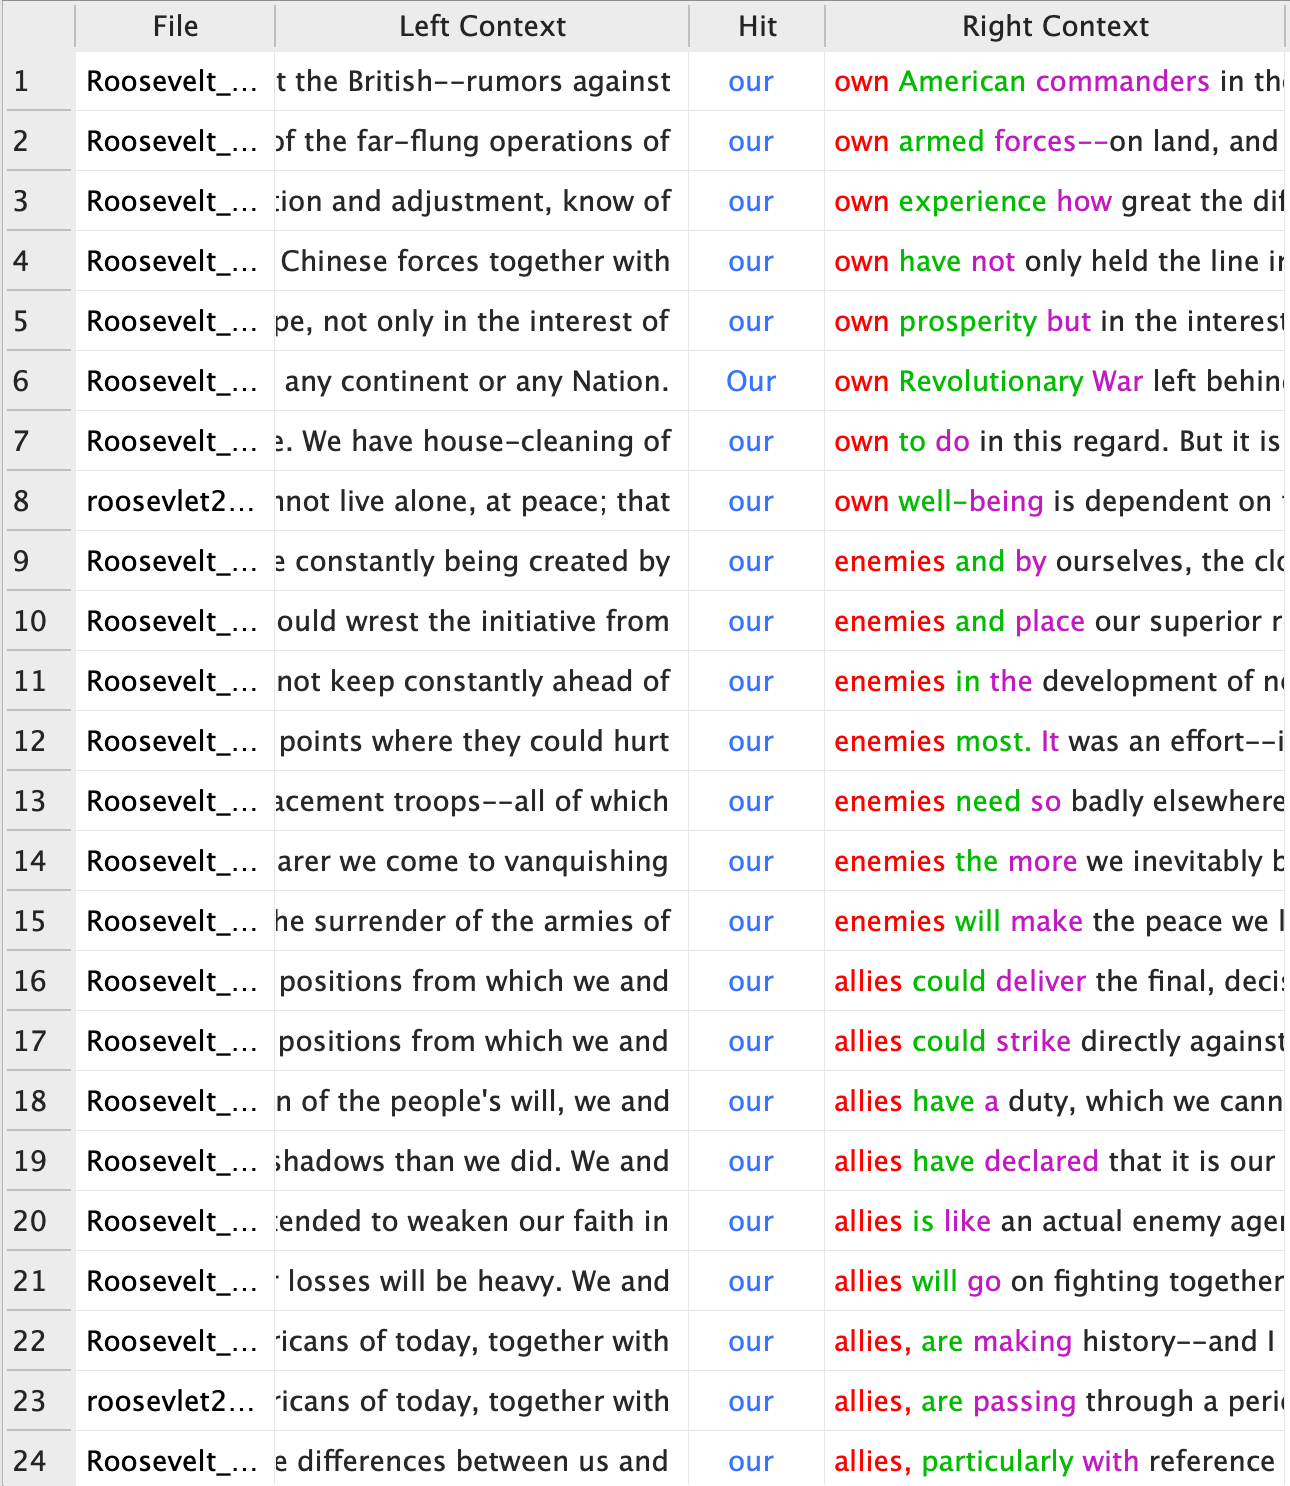 File Left Context Hit Right Context
1 Roosevelt_... t the British--rumors against our own American commanders in the
2 Roosevelt_... of the far-flung operations of our own armed forces--on land, and
3 Roosevelt_... tion and adjustment, know of our own experience how great the dif
4 Roosevelt_... Chinese forces together with our own have not only held the line in
5 Roosevelt_... pe, not only in the interest of our own prosperity but in the interest
6 Roosevelt_... any continent or any Nation. Our own Revolutionary War left behin
7 Roosevelt_... e. We have house-cleaning of our own to do in this regard. But it is
8 roosevlet2... nnot live alone, at peace; that our own well-being is dependent on
9 Roosevelt_... e constantly being created by our enemies and by ourselves, the clo
10 Roosevelt_... ould wrest the initiative from our enemies and place our superior r
11 Roosevelt_... not keep constantly ahead of our enemies in the development of ne
12 Roosevelt_... points where they could hurt our enemies most. It was an effort--i
13 Roosevelt_... acement troops--all of which our enemies need so badly elsewhere
14 Roosevelt_... arer we come to vanquishing our enemies the more we inevitably b
15 Roosevelt_... he surrender of the armies of our enemies will make the peace we l
16 Roosevelt_... positions from which we and our allies could deliver the final, decis
17 Roosevelt_... positions from which we and our allies could strike directly against
18 Roosevelt_... n of the people's will, we and our allies have a duty, which we cann
19 Roosevelt_... shadows than we did. We and our allies have declared that it is our
20 Roosevelt_... tended to weaken our faith in our allies is like an actual enemy agen
21 Roosevelt_... r losses will be heavy. We and our allies will go on fighting together
22 Roosevelt_... ricans of today, together with our allies, are making history--and I
23 roosevlet2... ricans of today, together with our allies, are passing through a peri
24 Roosevelt_... e differences between us and our allies, particularly with reference